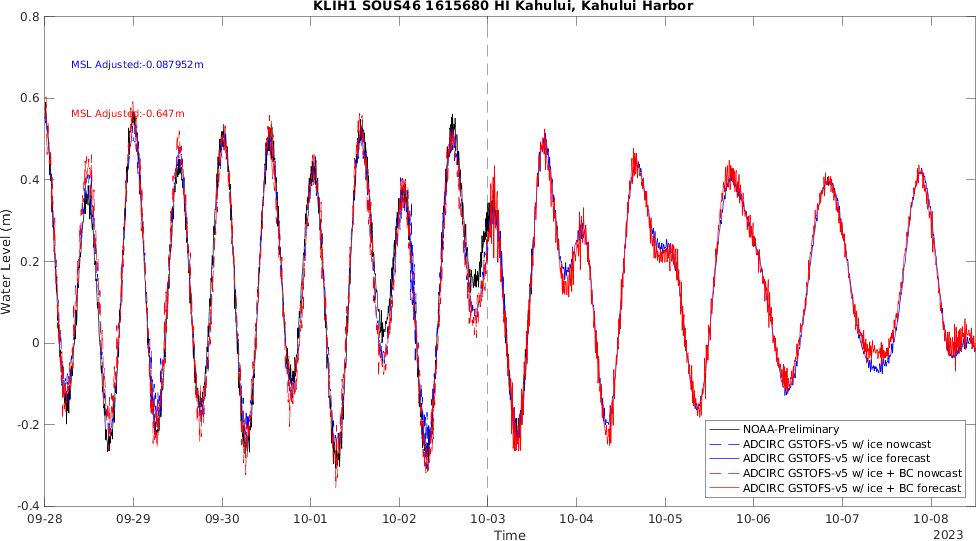 KLIH1 SOUS46 1615680 HI Kahului, Kahului Harbor
0.8
MSL Adjusted:-0.087952m
0.6
MSL Adjusted:-0.647m
0.4
0.2
0
-0.2
-0.4
Water Level (m)
NOAA-Preliminary
ADCIRC GSTOFS-v5 w/ ice nowcast
ADCIRC GSTOFS-v5 w/ ice forecast
ADCIRC GSTOFS-v5 w/ ice + BC nowcast
ADCIRC GSTOFS-v5 w/ ice + BC forecast
09-28 09-29 09-30 10-01 10-02 10-03 10-04 10-05 10-06 10-07 10-08
Time
2023